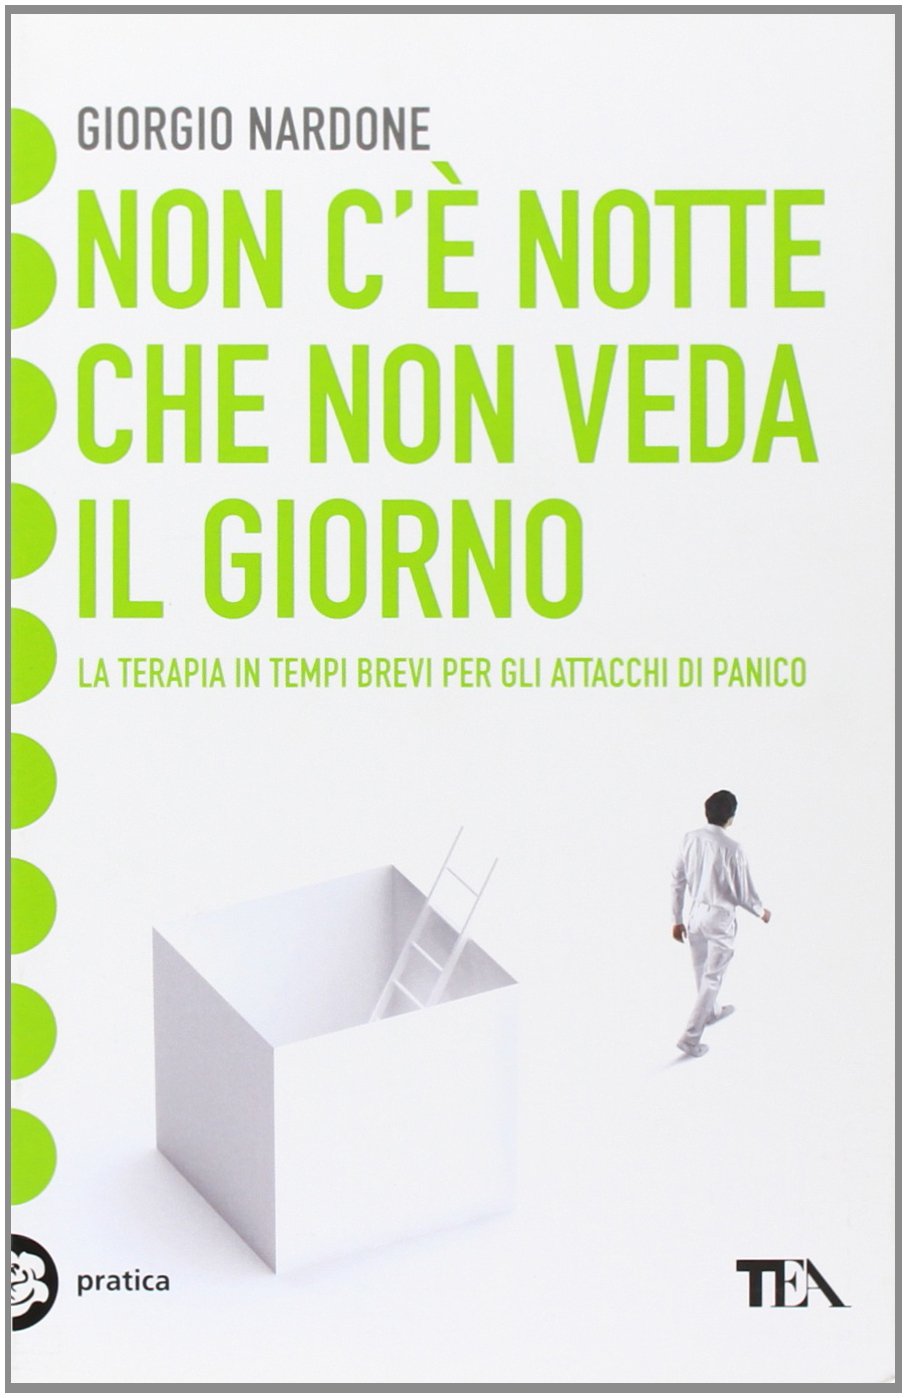 GIORGIO NARDONE
NON C'È NOTTE
CHE NON VEDA
IL GIORNO
LA TERAPIA IN TEMPI BREVI PER GLI ATTACCHI DI PANICO
pratica
TEA